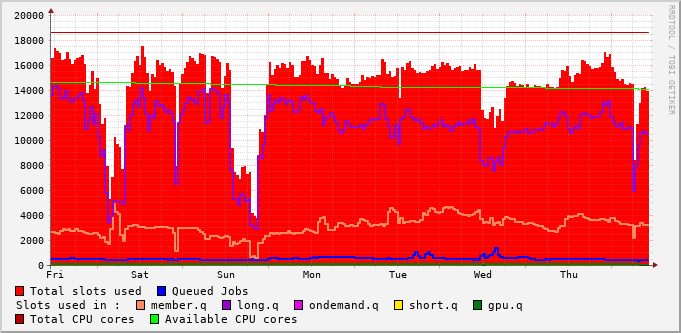 RRDTOOL / TOBI OETIKER
20000
18000
16000
14000
12000
10000
8000
6000
4000
2000
0
Fri Sat Sun Mon Tue Wed Thu
Total slots used Queued Jobs
Slots used in : member.q long.q ondemand.q short.q gpu.q
Total CPU cores Available CPU cores